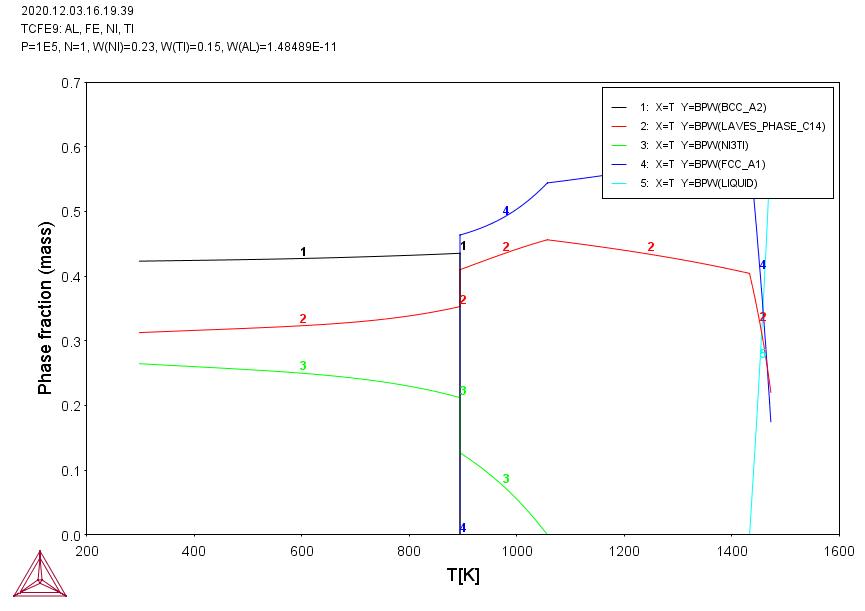 2020.12.03.16.19.39
TCFE9: AL, FE, NI, TI
P=1E5, N=1, W(NI)=0.23, W(TI)=0.15, W(AL)=1.48489E-11
1: X=T Y=BPW(BCC_A2)
2: X=T Y=BPW(LAVES_PHASE_C14)
3: X=T Y=BPW(NI3TI)
4: X=T Y=BPW(FCC_A1)
5: X=T Y=BPW(LIQUID)
Phase fraction (mass)
0.7
0.6
0.5
0.4
0.3
0.2
0.1
0.0
1
2
3
1
2
3
4
4
2
3
2
4
2
5
200 400 600 800 1000 1200 1400 1600
T[K]